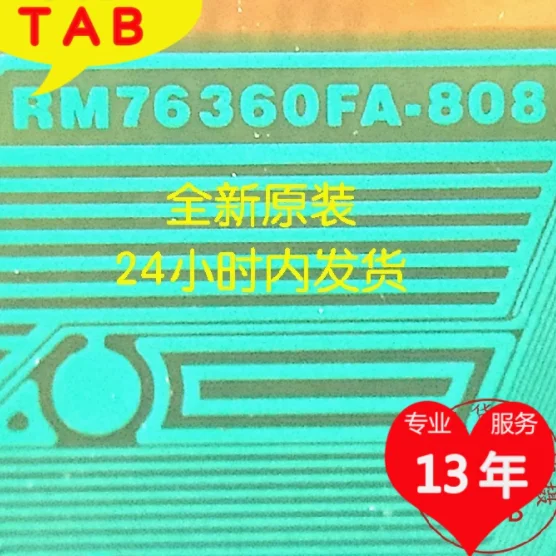 TAB
RM76360FA-808
全新原装
24小时内发货
专业 服务
13年